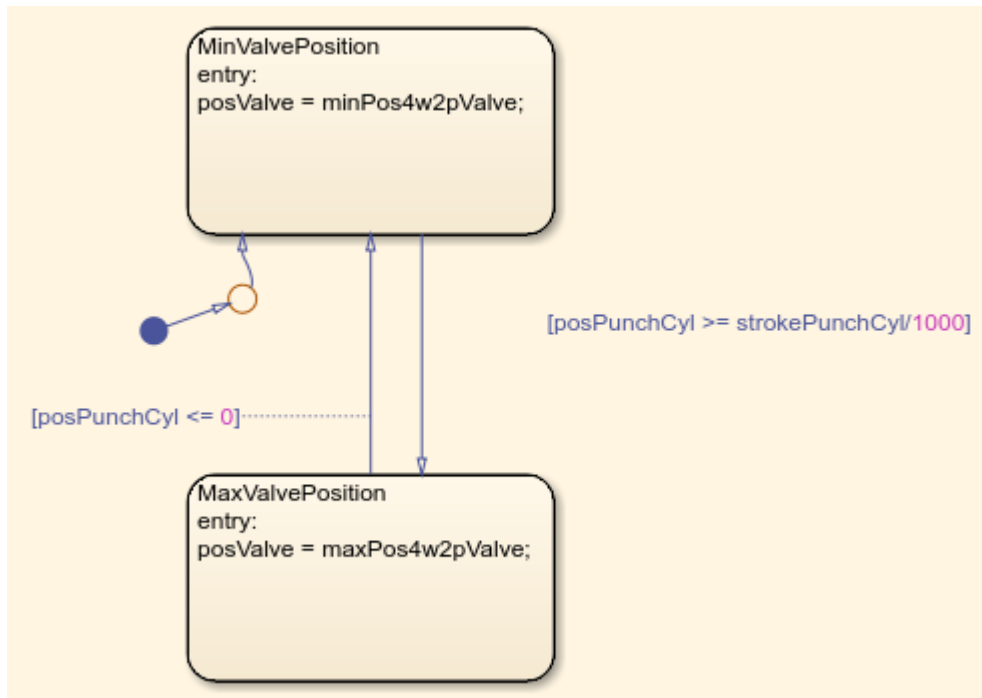 MinValvePosition
entry:
posValve = minPos4w2pValve;
[posPunchCyl >= strokePunchCyl/1000]
[posPunchCyl <= 0]
MaxValvePosition
entry:
posValve = maxPos4w2pValve;